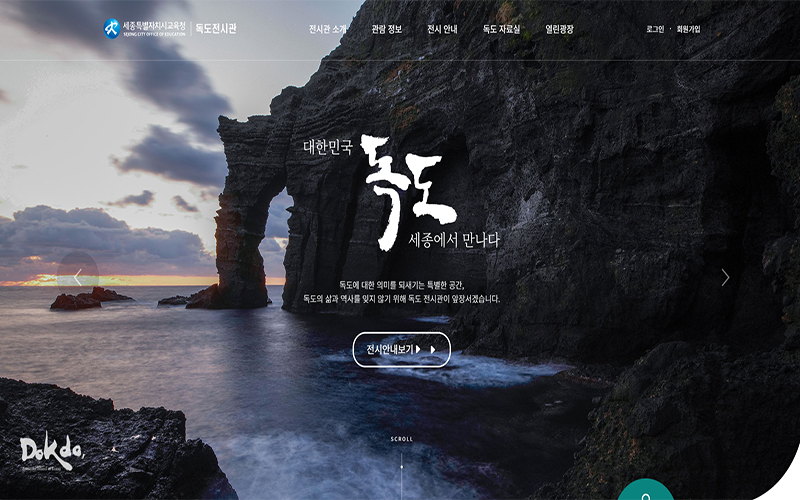 세종특별자치시교육청
SEJONG CITY OFFICE OF EDUCATION
독도전시관
전시관 소개
관람 정보
전시 안내
독도 자료실
열린광장
로그인 · 회원가입
대한민국
독도
세종에서 만나다
독도에 대한 의미를 되새기는 특별한 공간,
독도의 삶과 역사를 잊지 않기 위해 독도 전시관이 앞장서겠습니다.
전시안내보기
SCROLL
Dokdo,